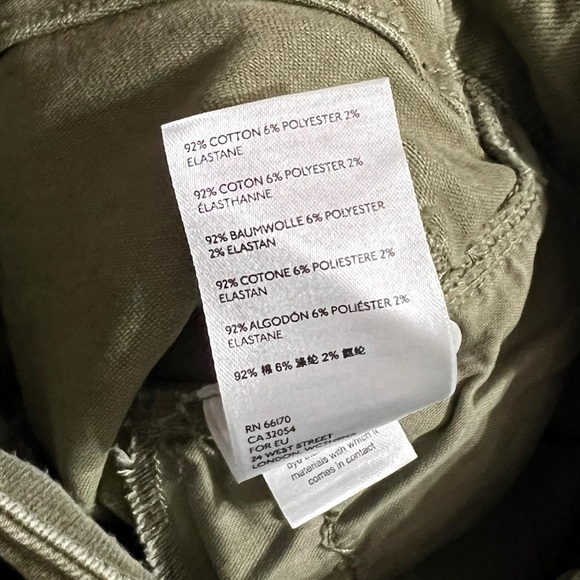 92% COTTON 6% POLYESTER 2%
ELASTANE
92% COTON 6% POLYESTER 2%
ÉLASTHANNE
92% BAUMWOLLE 6% POLYESTER
2% ELASTAN
92% COTONE 6% POLIESTERE 2%
ELASTAN
92% ALGODÓN 6% POLIÉSTER 2%
ELASTANE
92% 棉 6% 涤纶 2% 氨纶
RN 66170
CA 32054
FOR EU
24 WEST STREET
LONDON,
materials with which it
comes in contact